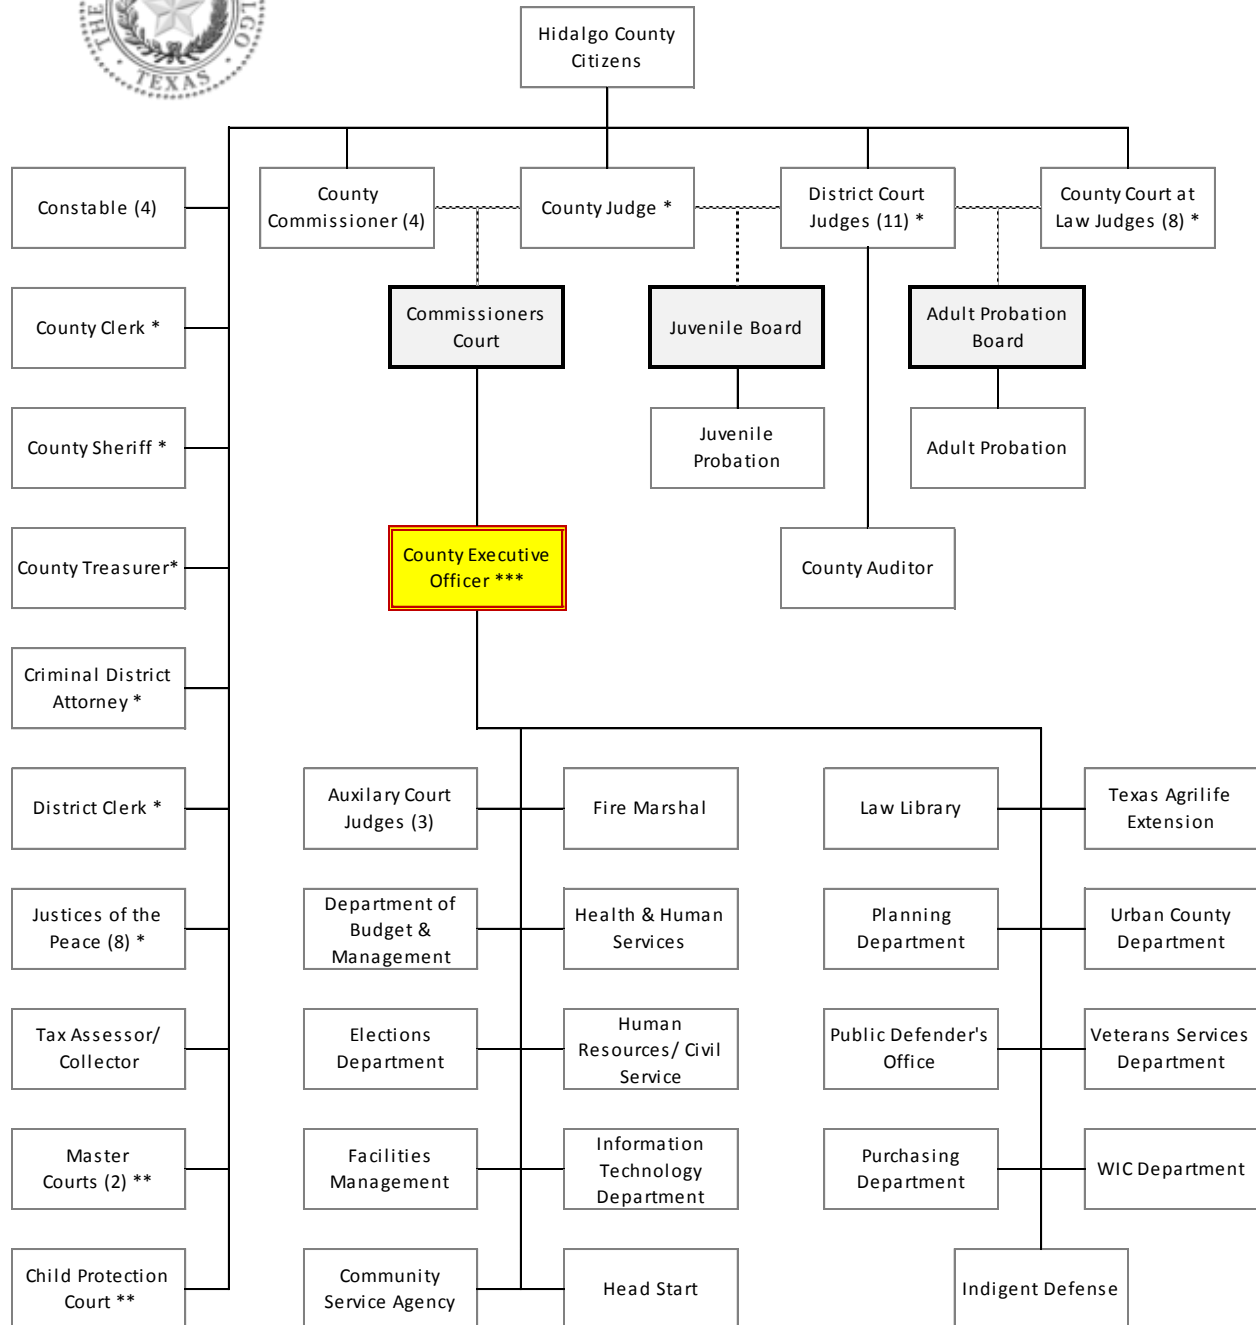 THE
LGO
· TEXAS ·
Hidalgo County
Citizens
Constable (4)
County
Commissioner (4)
County Judge *
District Court
Judges (11) *
County Court at
Law Judges (8) *
County Clerk *
Commissioners
Court
Juvenile Board
Adult Probation
Board
County Sheriff *
Juvenile
Probation
Adult Probation
County Treasurer*
County Executive
Officer ***
County Auditor
Criminal District
Attorney *
District Clerk *
Auxilary Court
Judges (3)
Fire Marshal
Law Library
Texas Agrilife
Extension
Justices of the
Peace (8) *
Department of
Budget &
Management
Health & Human
Services
Planning
Department
Urban County
Department
Tax Assessor/
Collector
Elections
Department
Human
Resources/ Civil
Service
Public Defender's
Office
Veterans Services
Department
Master
Courts (2) **
Facilities
Management
Information
Technology
Department
Purchasing
Department
WIC Department
Child Protection
Court **
Community
Service Agency
Head Start
Indigent Defense